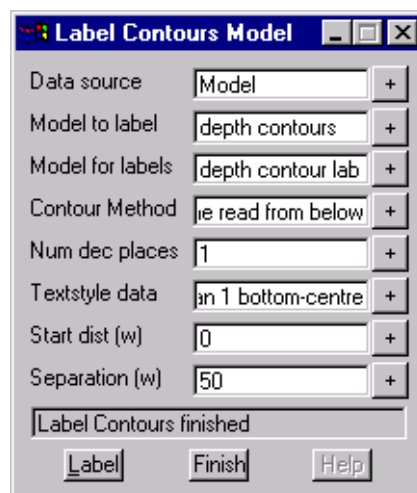 Label Contours Model
Data source Model +
Model to label depth contours +
Model for labels depth contour lab +
Contour Method read from below +
Num dec places 1 +
Textstyle data 1 bottom-centre +
Start dist (w) 0 +
Separation (w) 50 +
Label Contours finished
Label Finish Help